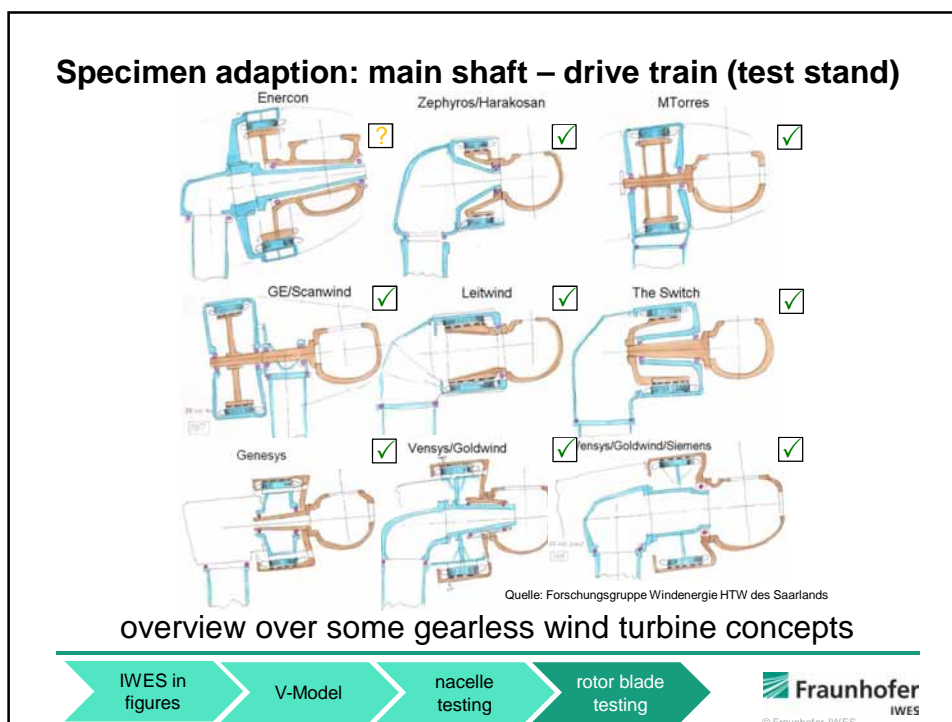 Specimen adaption: main shaft – drive train (test stand)
Enercon
Zephyros/Harakosan
MTorres
?
✓
✓
GE/Scanwind
Leitwind
The Switch
✓
✓
✓
Genesys
Vensys/Goldwind
Vensys/Goldwind/Siemens
✓
✓
✓
Quelle: Forschungsgruppe Windenergie HTW des Saarlands
overview over some gearless wind turbine concepts
IWES in
figures
V-Model
nacelle
testing
rotor blade
testing
Fraunhofer
IWES
© Fraunhofer IWES